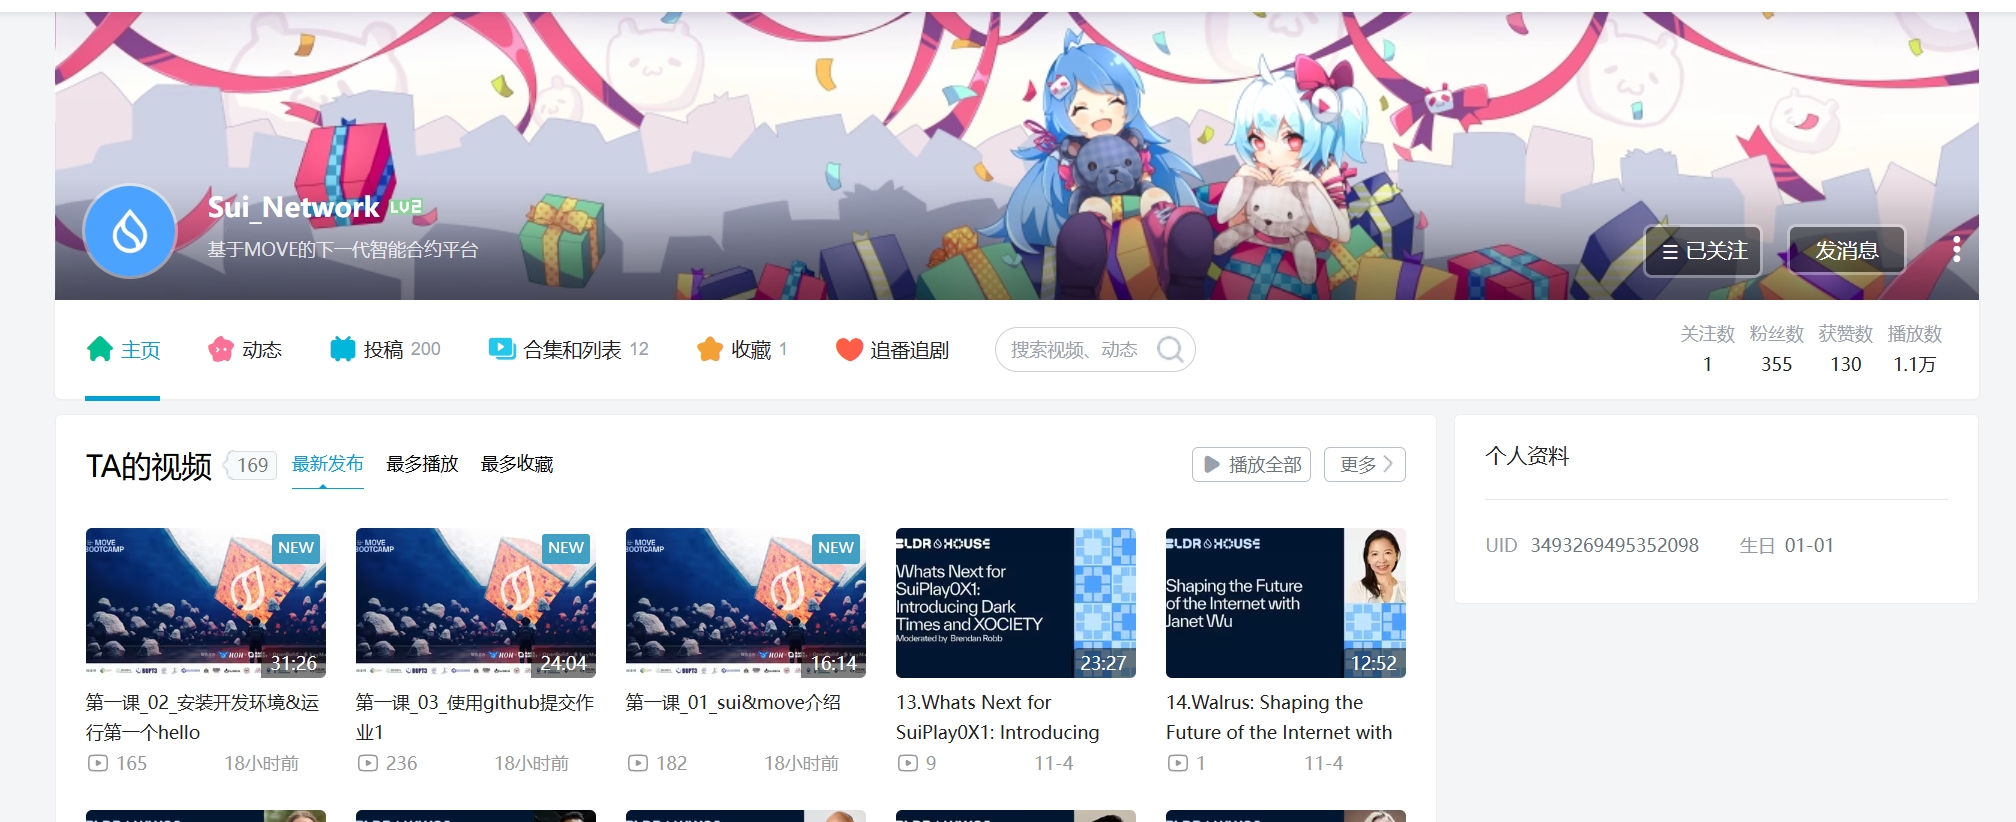 Sui_Network LV2
基于MOVE的下一代智能合约平台
已关注
发消息
主页
动态
投稿 200
合集和列表 12
收藏 1
追番追剧
搜索视频、动态
关注数 粉丝数 获赞数 播放数
1 355 130 1.1万
TA的视频 169 最新发布 最多播放 最多收藏
播放全部
更多
个人资料
UID 3493269495352098 生日 01-01
MOVE
BOOTCAMP
NEW
31:26
第一课_02_安装开发环境&运
行第一个hello
165 18小时前
MOVE
BOOTCAMP
NEW
24:04
第一课_03_使用github提交作
业1
236 18小时前
MOVE
BOOTCAMP
NEW
16:14
第一课_01_sui&move介绍
182 18小时前
BLDR HOUSE
Whats Next for
SuiPlay0X1:
Introducing Dark
Times and XOCIETY
Moderated by Brendan Robb
23:27
13.Whats Next for
SuiPlay0X1: Introducing
9 11-4
BLDR HOUSE
Shaping the Future
of the Internet with
Janet Wu
12:52
14.Walrus: Shaping the
Future of the Internet with
1 11-4